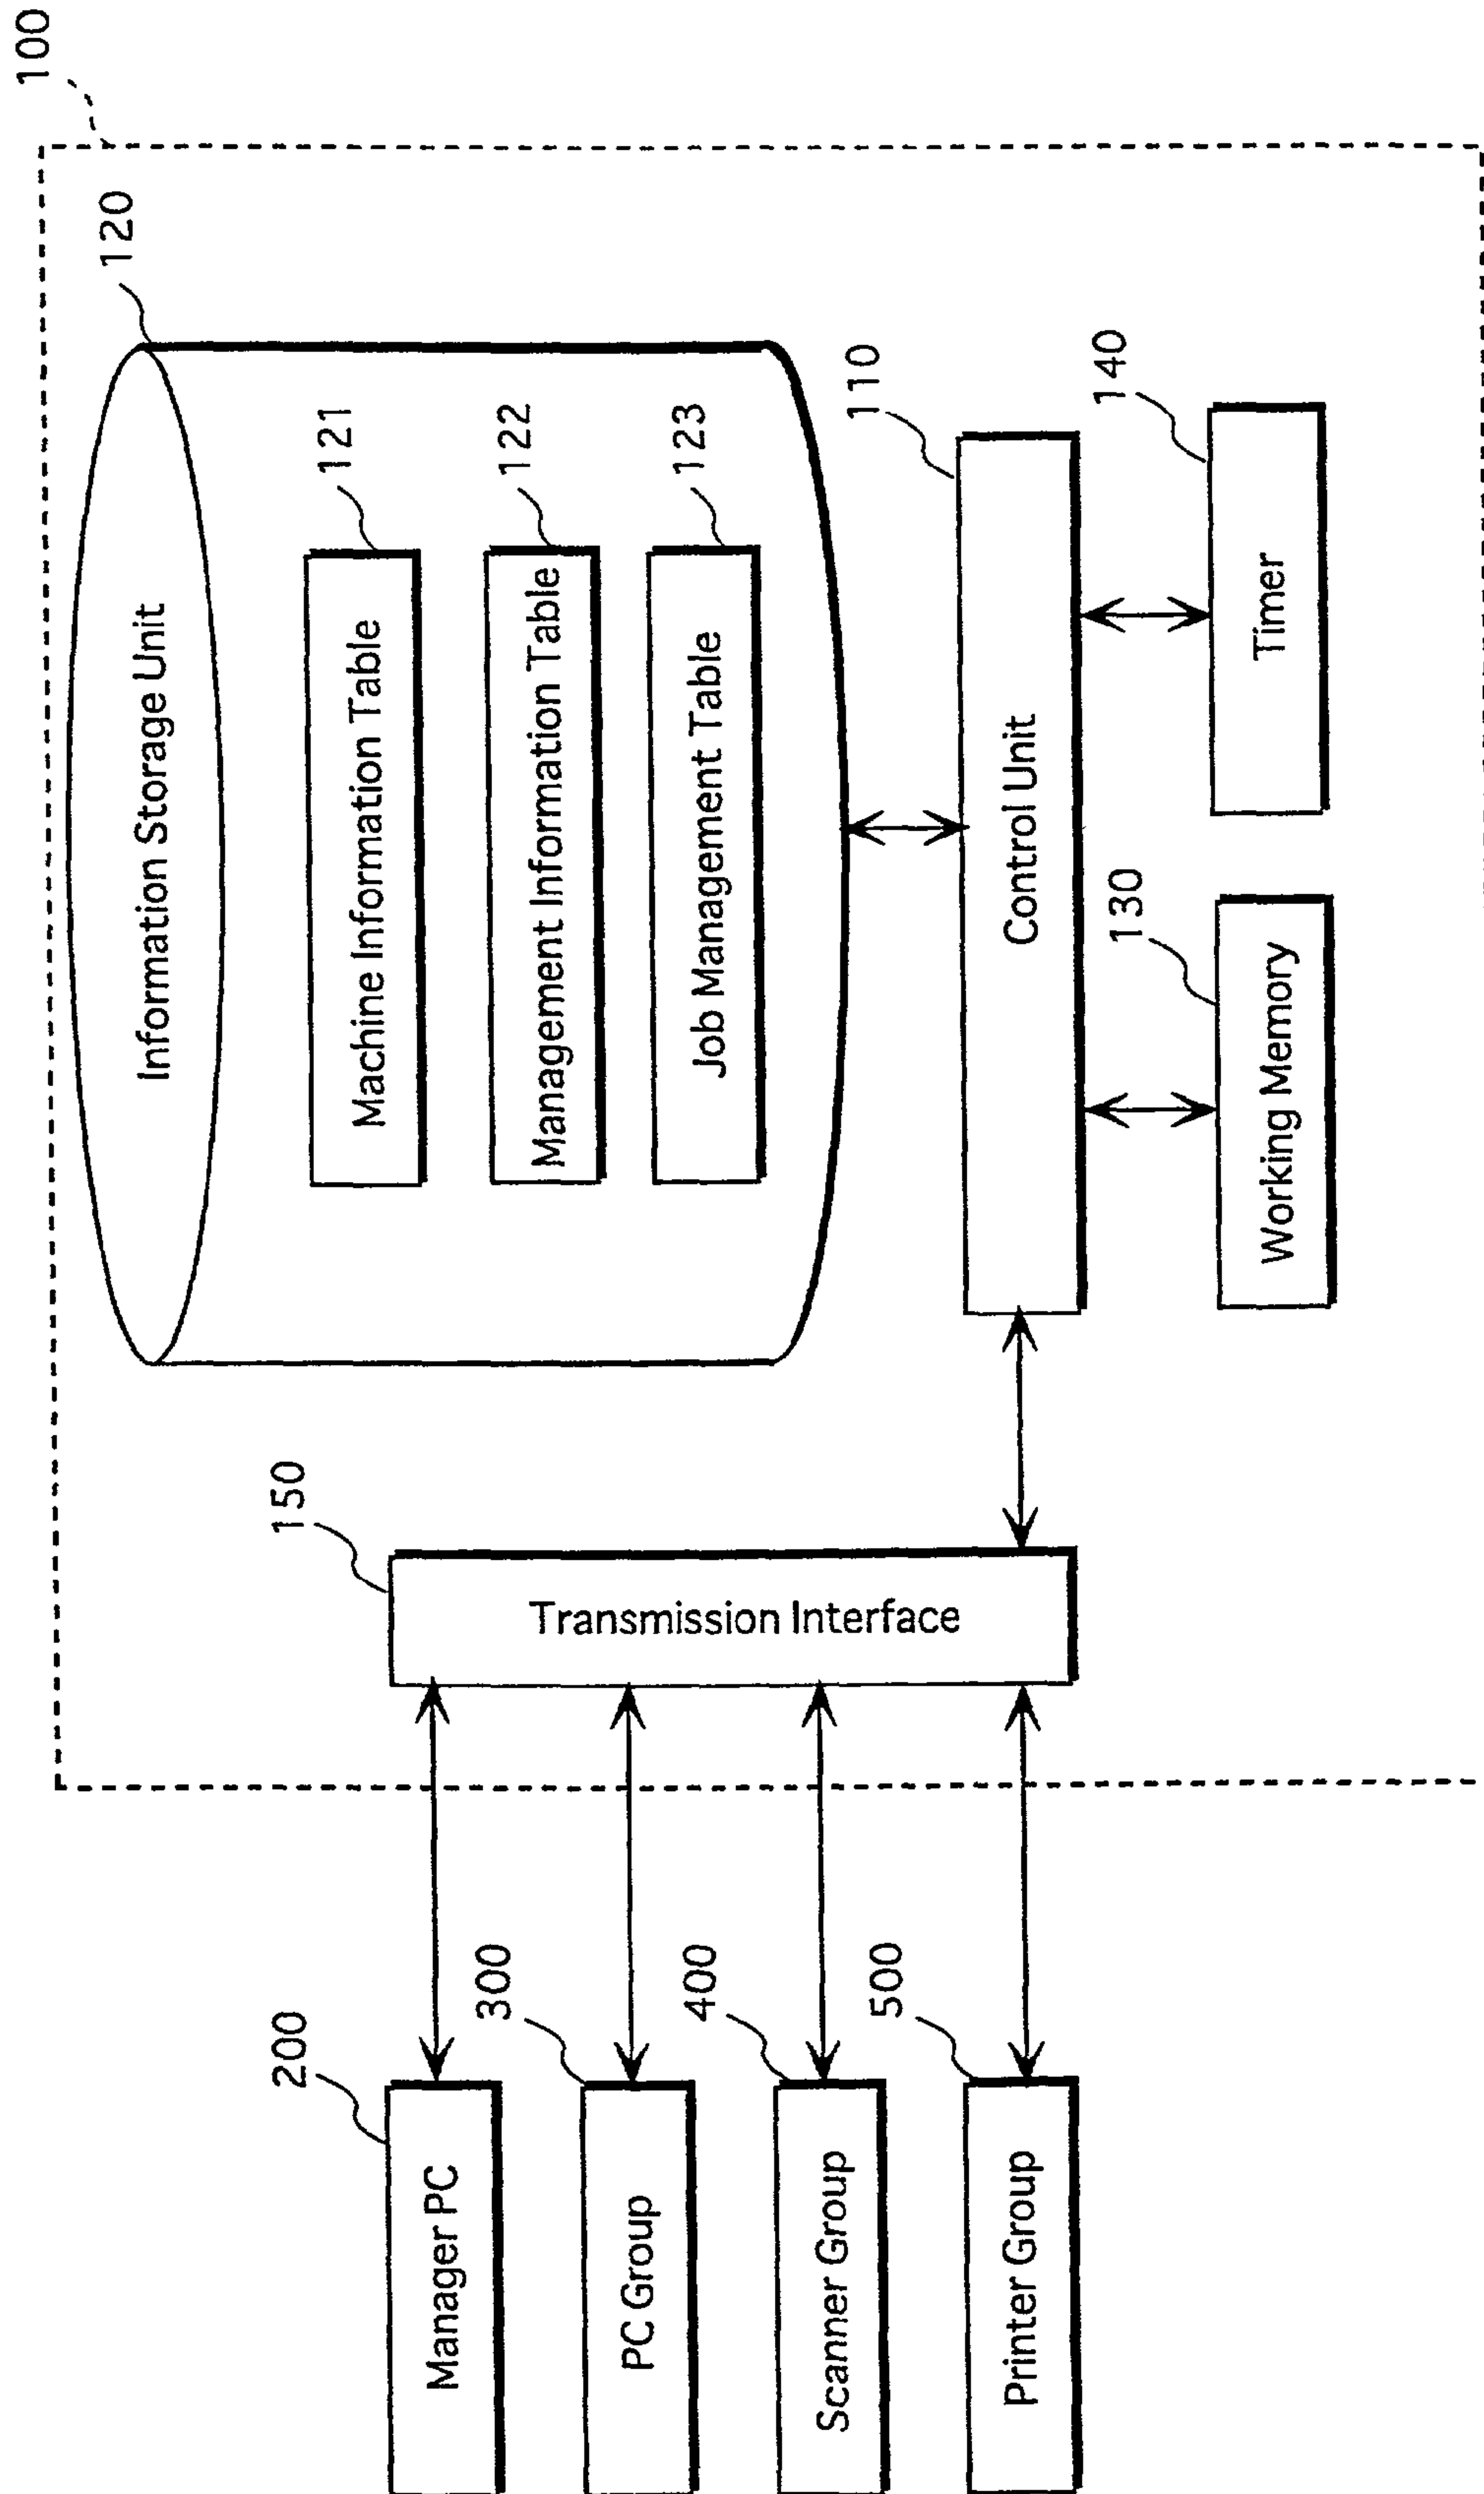 100
120
Information Storage Unit
121
Machine Information Table
122
Management Information Table
123
Job Management Table
110
Control Unit
140
Timer
130
Working Memory
150
Transmission Interface
200
Manager PC
300
PC Group
400
Scanner Group
500
Printer Group